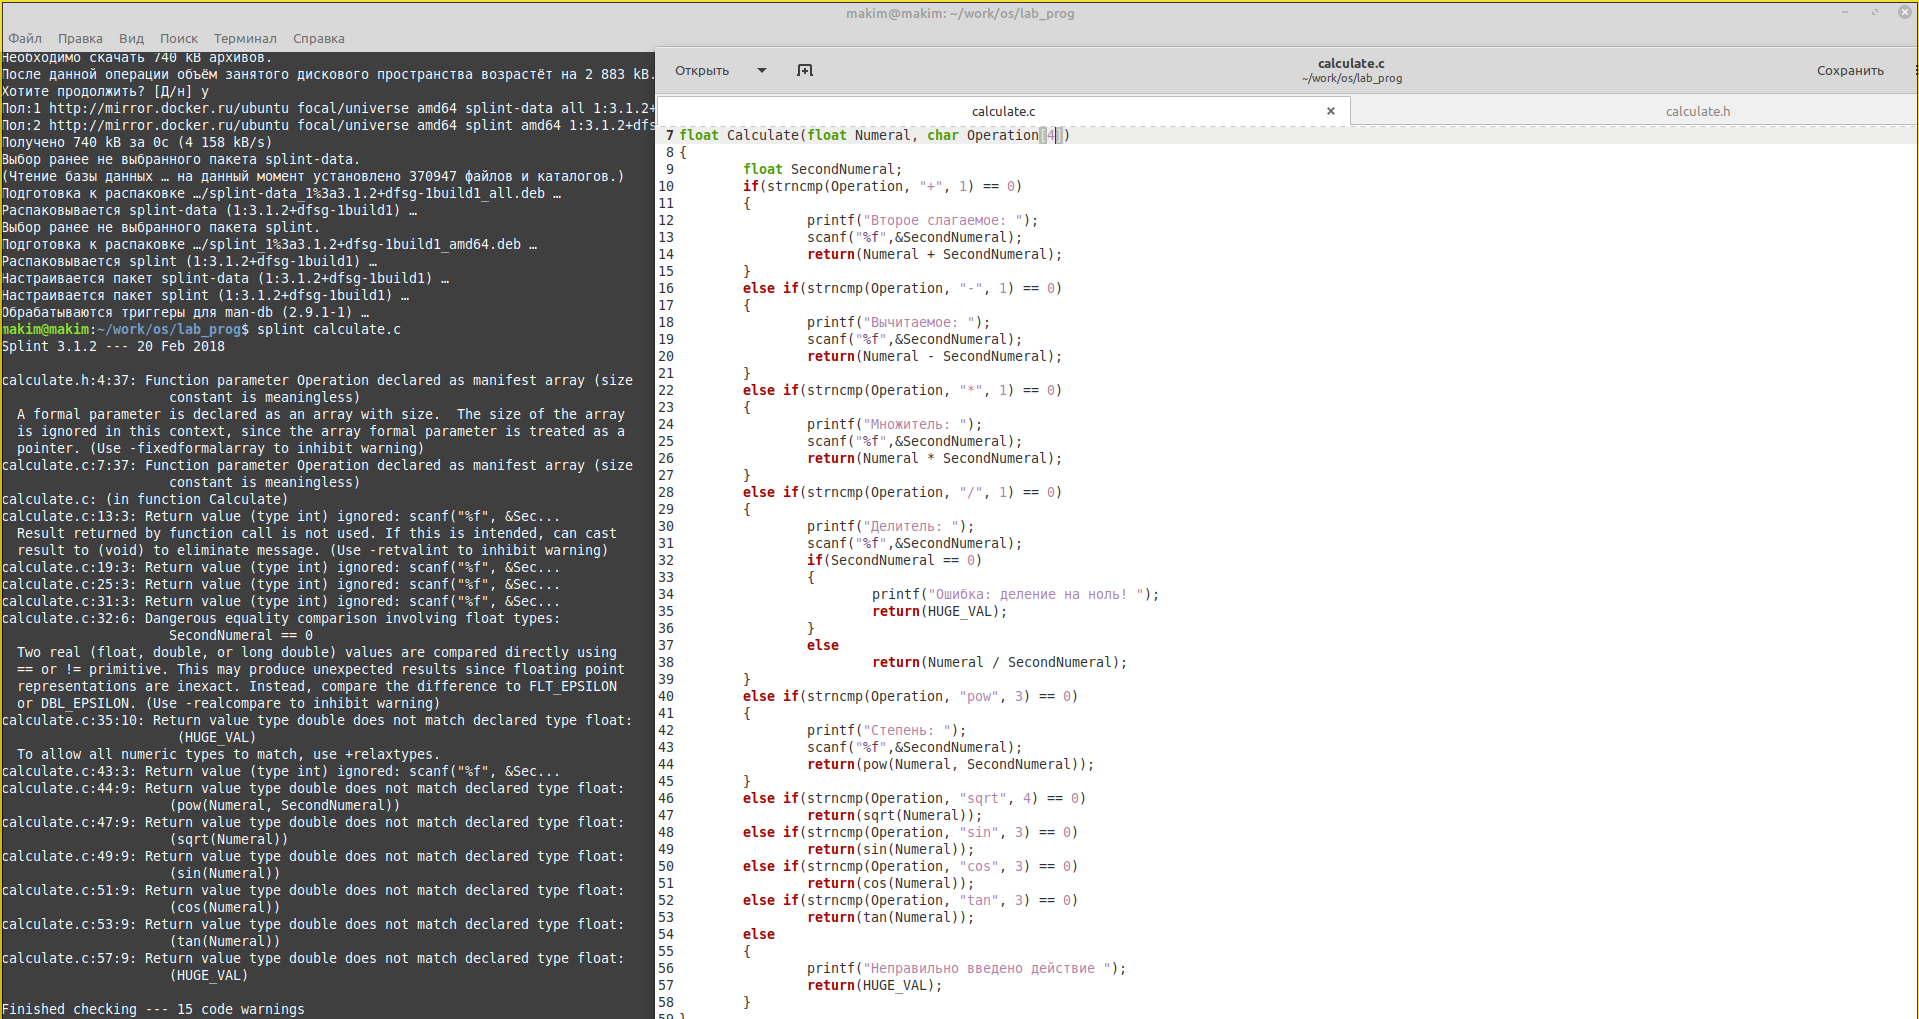 makim@makim: ~/work/os/lab_prog
Файл Правка Вид Поиск Терминал Справка
Необходимо скачать 740 kB архивов.
После данной операции объём занятого дискового пространства возрастёт на 2 883 kB.
Хотите продолжить? [Д/н] y
Пол:1 http://mirror.docker.ru/ubuntu focal/universe amd64 splint-data all 1:3.1.2+
Пол:2 http://mirror.docker.ru/ubuntu focal/universe amd64 splint amd64 1:3.1.2+dfs
Получено 740 kB за 0с (4 158 kB/s)
Выбор ранее не выбранного пакета splint-data.
(Чтение базы данных … на данный момент установлено 370947 файлов и каталогов.)
Подготовка к распаковке …/splint-data_1%3a3.1.2+dfsg-1build1_all.deb …
Распаковывается splint-data (1:3.1.2+dfsg-1build1) …
Выбор ранее не выбранного пакета splint.
Подготовка к распаковке …/splint_1%3a3.1.2+dfsg-1build1_amd64.deb …
Распаковывается splint (1:3.1.2+dfsg-1build1) …
Настраивается пакет splint-data (1:3.1.2+dfsg-1build1) …
Настраивается пакет splint (1:3.1.2+dfsg-1build1) …
Обрабатываются триггеры для man-db (2.9.1-1) …
makim@makim:~/work/os/lab_prog$ splint calculate.c
Splint 3.1.2 --- 20 Feb 2018
calculate.h:4:37: Function parameter Operation declared as manifest array (size
constant is meaningless)
A formal parameter is declared as an array with size.  The size of the array
is ignored in this context, since the array formal parameter is treated as a
pointer. (Use -fixedformalarray to inhibit warning)
calculate.c:7:37: Function parameter Operation declared as manifest array (size
constant is meaningless)
calculate.c: (in function Calculate)
calculate.c:13:3: Return value (type int) ignored: scanf("%f", &Sec...
Result returned by function call is not used. If this is intended, can cast
result to (void) to eliminate message. (Use -retvalint to inhibit warning)
calculate.c:19:3: Return value (type int) ignored: scanf("%f", &Sec...
calculate.c:25:3: Return value (type int) ignored: scanf("%f", &Sec...
calculate.c:31:3: Return value (type int) ignored: scanf("%f", &Sec...
calculate.c:32:6: Dangerous equality comparison involving float types:
SecondNumeral == 0
Two real (float, double, or long double) values are compared directly using
== or != primitive. This may produce unexpected results since floating point
representations are inexact. Instead, compare the difference to FLT_EPSILON
or DBL_EPSILON. (Use -realcompare to inhibit warning)
calculate.c:35:10: Return value type double does not match declared type float:
(HUGE_VAL)
To allow all numeric types to match, use +relaxtypes.
calculate.c:43:3: Return value (type int) ignored: scanf("%f", &Sec...
calculate.c:44:9: Return value type double does not match declared type float:
(pow(Numeral, SecondNumeral))
calculate.c:47:9: Return value type double does not match declared type float:
(sqrt(Numeral))
calculate.c:49:9: Return value type double does not match declared type float:
(sin(Numeral))
calculate.c:51:9: Return value type double does not match declared type float:
(cos(Numeral))
calculate.c:53:9: Return value type double does not match declared type float:
(tan(Numeral))
calculate.c:57:9: Return value type double does not match declared type float:
(HUGE_VAL)
Finished checking --- 15 code warnings
Открыть
calculate.c
~/work/os/lab_prog
Сохранить
calculate.c
calculate.h
7 float Calculate(float Numeral, char Operation[4])
8 {
9 float SecondNumeral;
10 if(strncmp(Operation, "+", 1) == 0)
11 {
12 printf("Второе слагаемое: ");
13 scanf("%f",&SecondNumeral);
14 return(Numeral + SecondNumeral);
15 }
16 else if(strncmp(Operation, "-", 1) == 0)
17 {
18 printf("Вычитаемое: ");
19 scanf("%f",&SecondNumeral);
20 return(Numeral - SecondNumeral);
21 }
22 else if(strncmp(Operation, "*", 1) == 0)
23 {
24 printf("Множитель: ");
25 scanf("%f",&SecondNumeral);
26 return(Numeral * SecondNumeral);
27 }
28 else if(strncmp(Operation, "/", 1) == 0)
29 {
30 printf("Делитель: ");
31 scanf("%f",&SecondNumeral);
32 if(SecondNumeral == 0)
33 {
34 printf("Ошибка: деление на ноль! ");
35 return(HUGE_VAL);
36 }
37 else
38 return(Numeral / SecondNumeral);
39 }
40 else if(strncmp(Operation, "pow", 3) == 0)
41 {
42 printf("Степень: ");
43 scanf("%f",&SecondNumeral);
44 return(pow(Numeral, SecondNumeral));
45 }
46 else if(strncmp(Operation, "sqrt", 4) == 0)
47 return(sqrt(Numeral));
48 else if(strncmp(Operation, "sin", 3) == 0)
49 return(sin(Numeral));
50 else if(strncmp(Operation, "cos", 3) == 0)
51 return(cos(Numeral));
52 else if(strncmp(Operation, "tan", 3) == 0)
53 return(tan(Numeral));
54 else
55 {
56 printf("Неправильно введено действие ");
57 return(HUGE_VAL);
58 }
59 }